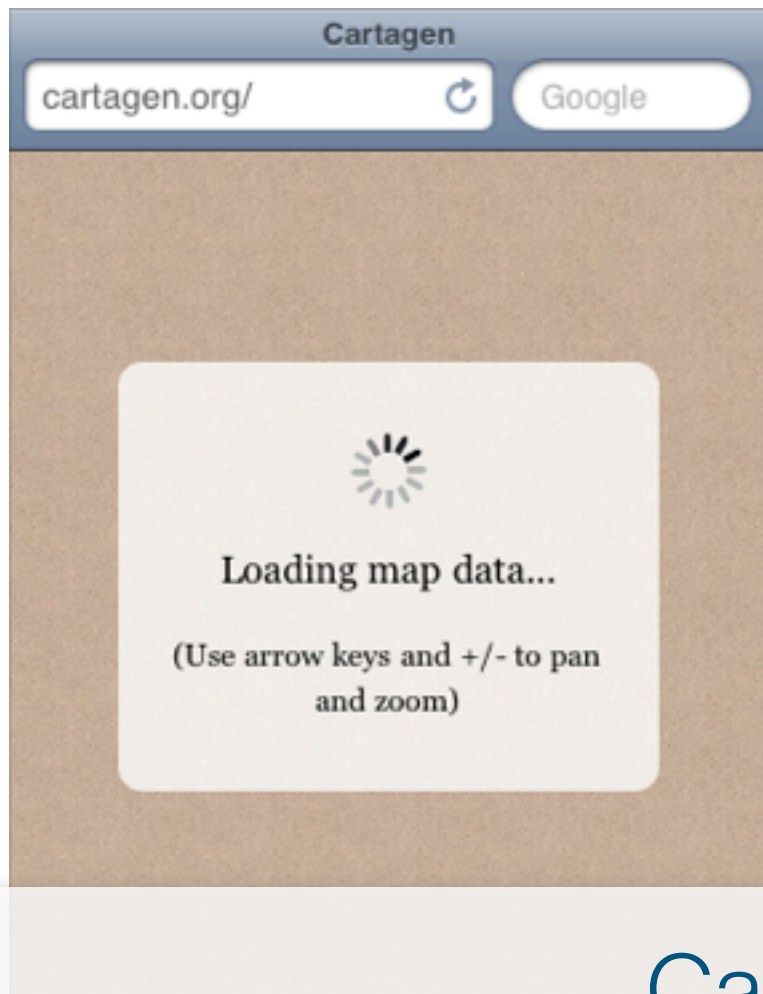 Cartagen
cartagen.org/
Google
Loading map data...
(Use arrow keys and +/- to pan
and zoom)